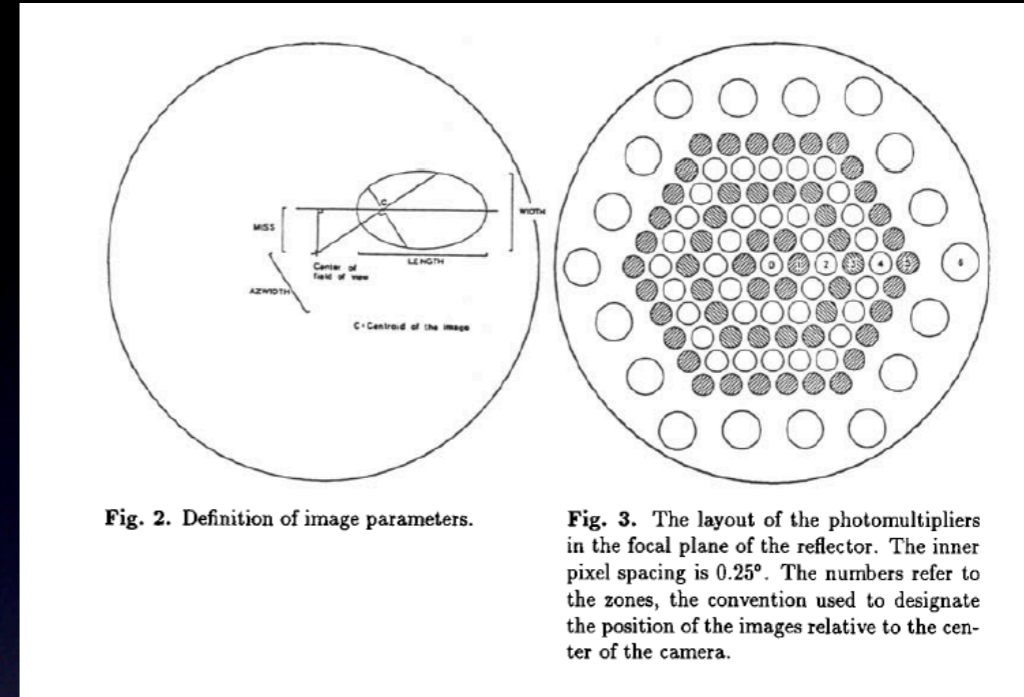 MISS
WIDTH
C
Center of
field of view
LENGTH
AZWIDTH
C=Centroid of the image
0 1 2 3 4 5 6
Fig. 2. Definition of image parameters.
Fig. 3. The layout of the photomultipliers
in the focal plane of the reflector. The inner
pixel spacing is 0.25°. The numbers refer to
the zones, the convention used to designate
the position of the images relative to the cen-
ter of the camera.